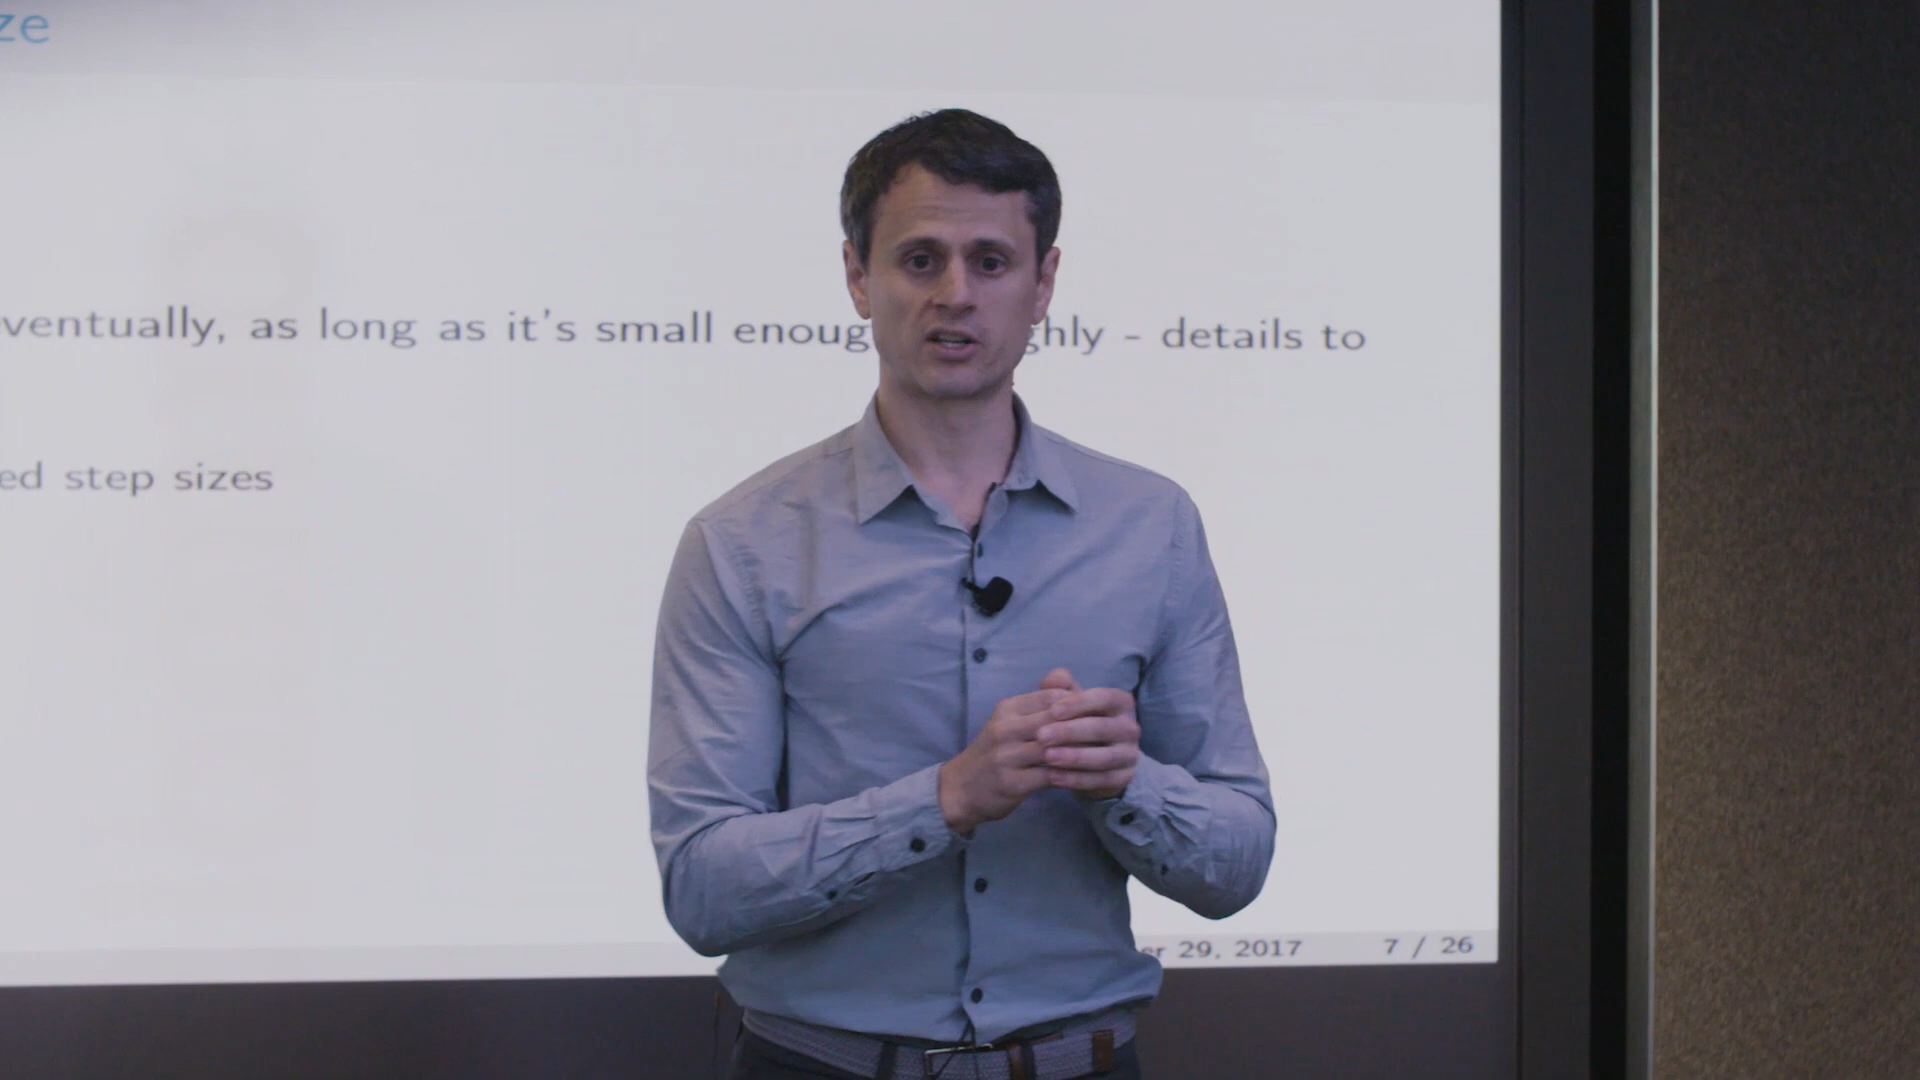 ze
ventually, as long as it's small enoug ghly - details to
ed step sizes
er 29, 2017 7 / 26